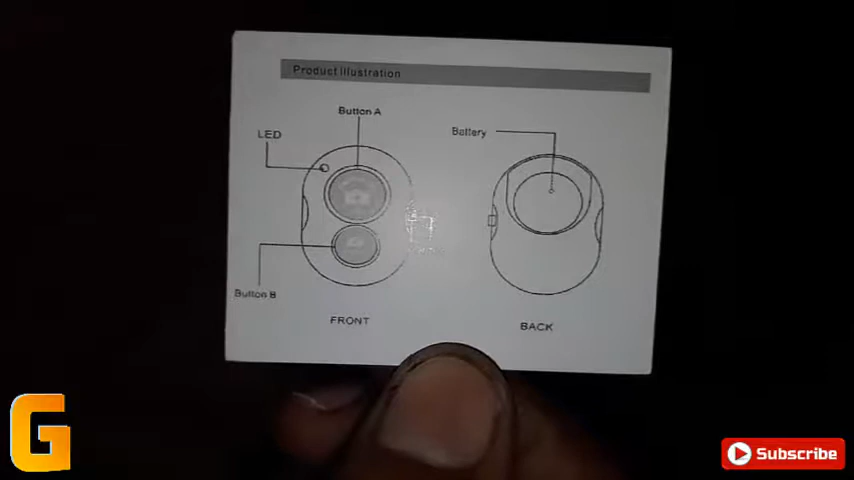 Product Illustration
Button A
LED
Battery
Button B
FRONT
BACK
G
Subscribe